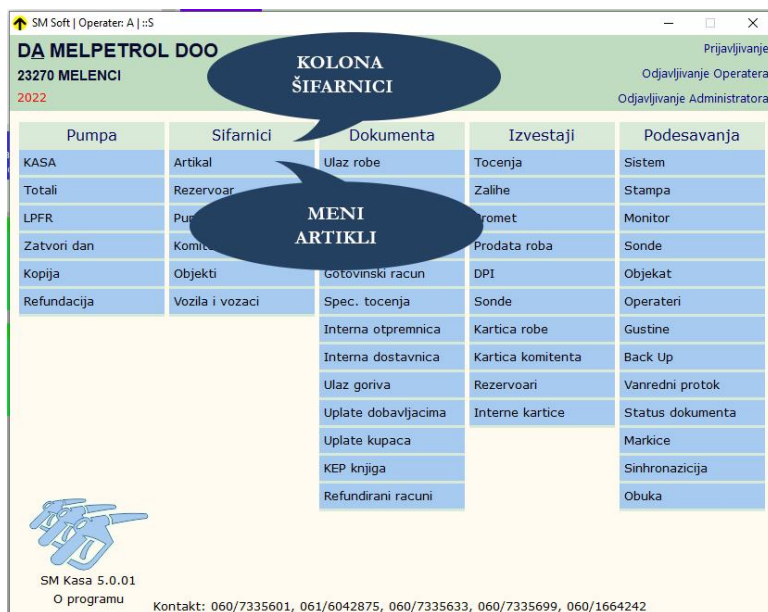 SM Soft | Operater: A | ::S
DA MELPETROL DOO
23270 MELENCI
2022
Prijavljivanje
Odjavljivanje Operatera
Odjavljivanje Administratora
KOLONA
ŠIFARNICI
Pumpa
KASA
Totali
LPFR
Zatvori dan
Kopija
Refundacija
Sifarnici
Artikal
Rezervoar
Objekti
Vozila i vozaci
MENI
ARTIKLI
Dokumenta
Ulaz robe
Gotovinski racun
Spec. tocenja
Interna otpremnica
Interna dostavnica
Ulaz goriva
Uplate dobavljacima
Uplate kupaca
KEP knjiga
Refundirani racuni
Izvestaji
Tocenja
Zalihe
Promet
Prodata roba
DPI
Sonde
Kartica robe
Kartica komitenta
Rezervoari
Interne kartice
Podesavanja
Sistem
Stampa
Monitor
Sonde
Objekat
Operateri
Gustine
Back Up
Vanredni protok
Status dokumenta
Markice
Sinhronazicija
Obuka
SM Kasa 5.0.01
O programu
Kontakt: 060/7335601, 061/6042875, 060/7335633, 060/7335699, 060/1664242